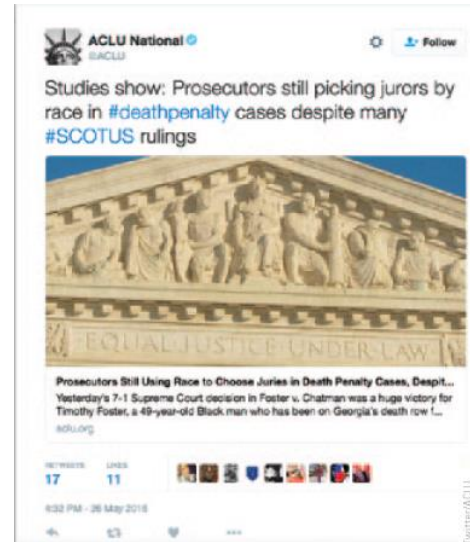 ACLU National
@ACLU
Follow
Studies show: Prosecutors still picking jurors by
race in #deathpenalty cases despite many
#SCOTUS rulings
EQUAL JUSTICE UNDER LAW
Prosecutors Still Using Race to Choose Juries in Death Penalty Cases, Despit...
Yesterday's 7-1 Supreme Court decision in Foster v. Chatman was a huge victory for
Timothy Foster, a 49-year-old Black man who has been on Georgia's death row f...
aclu.org
RETWEETS LIKES
17 11
4:52 PM - 26 May 2016
Twitter/ACLU